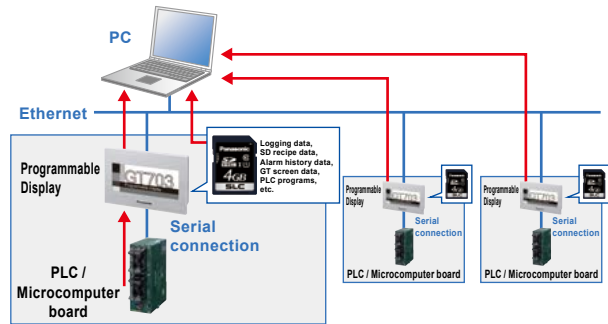 PC
Ethernet
Programmable
Display
GT703
Panasonic
4GB
SLC
Logging data,
SD recipe data,
Alarm history data,
GT screen data,
PLC programs,
etc.
Serial
connection
PLC /
Microcomputer
board
Programmable
Display
GT703
Serial
connection
PLC / Microcomputer board
Programmable
Display
GT703
Serial
connection
PLC / Microcomputer board